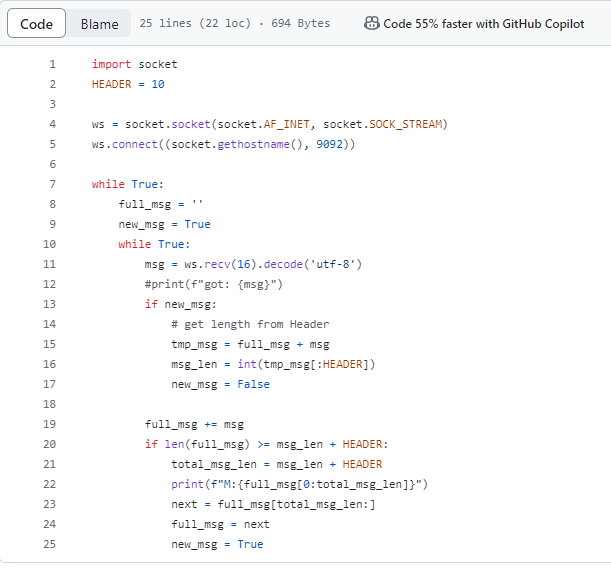 Code Blame 25 lines (22 loc) · 694 Bytes Code 55% faster with GitHub Copilot
1 import socket
2 HEADER = 10
3
4 ws = socket.socket(socket.AF_INET, socket.SOCK_STREAM)
5 ws.connect((socket.gethostname(), 9092))
6
7 while True:
8     full_msg = ''
9     new_msg = True
10     while True:
11         msg = ws.recv(16).decode('utf-8')
12         #print(f"got: {msg}")
13         if new_msg:
14             # get length from Header
15             tmp_msg = full_msg + msg
16             msg_len = int(tmp_msg[:HEADER])
17             new_msg = False
18
19         full_msg += msg
20         if len(full_msg) >= msg_len + HEADER:
21             total_msg_len = msg_len + HEADER
22             print(f"M:{full_msg[0:total_msg_len]}")
23             next = full_msg[total_msg_len:]
24             full_msg = next
25             new_msg = True